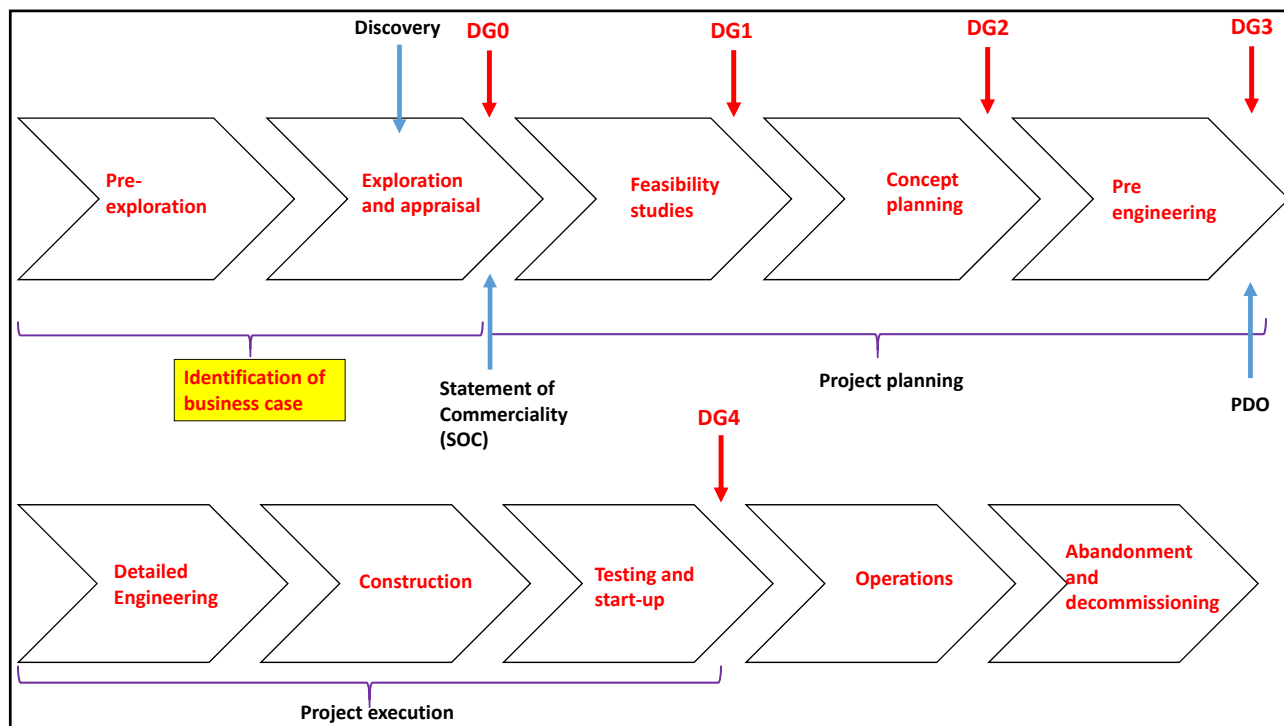 Discovery
DG0
DG1
DG2
DG3
Pre-
exploration
Exploration
and appraisal
Feasibility
studies
Concept
planning
Pre
engineering
Identification of
business case
Statement of
Commerciality
(SOC)
Project planning
PDO
DG4
Detailed
Engineering
Construction
Testing and
start-up
Operations
Abandonment
and
decommissioning
Project execution